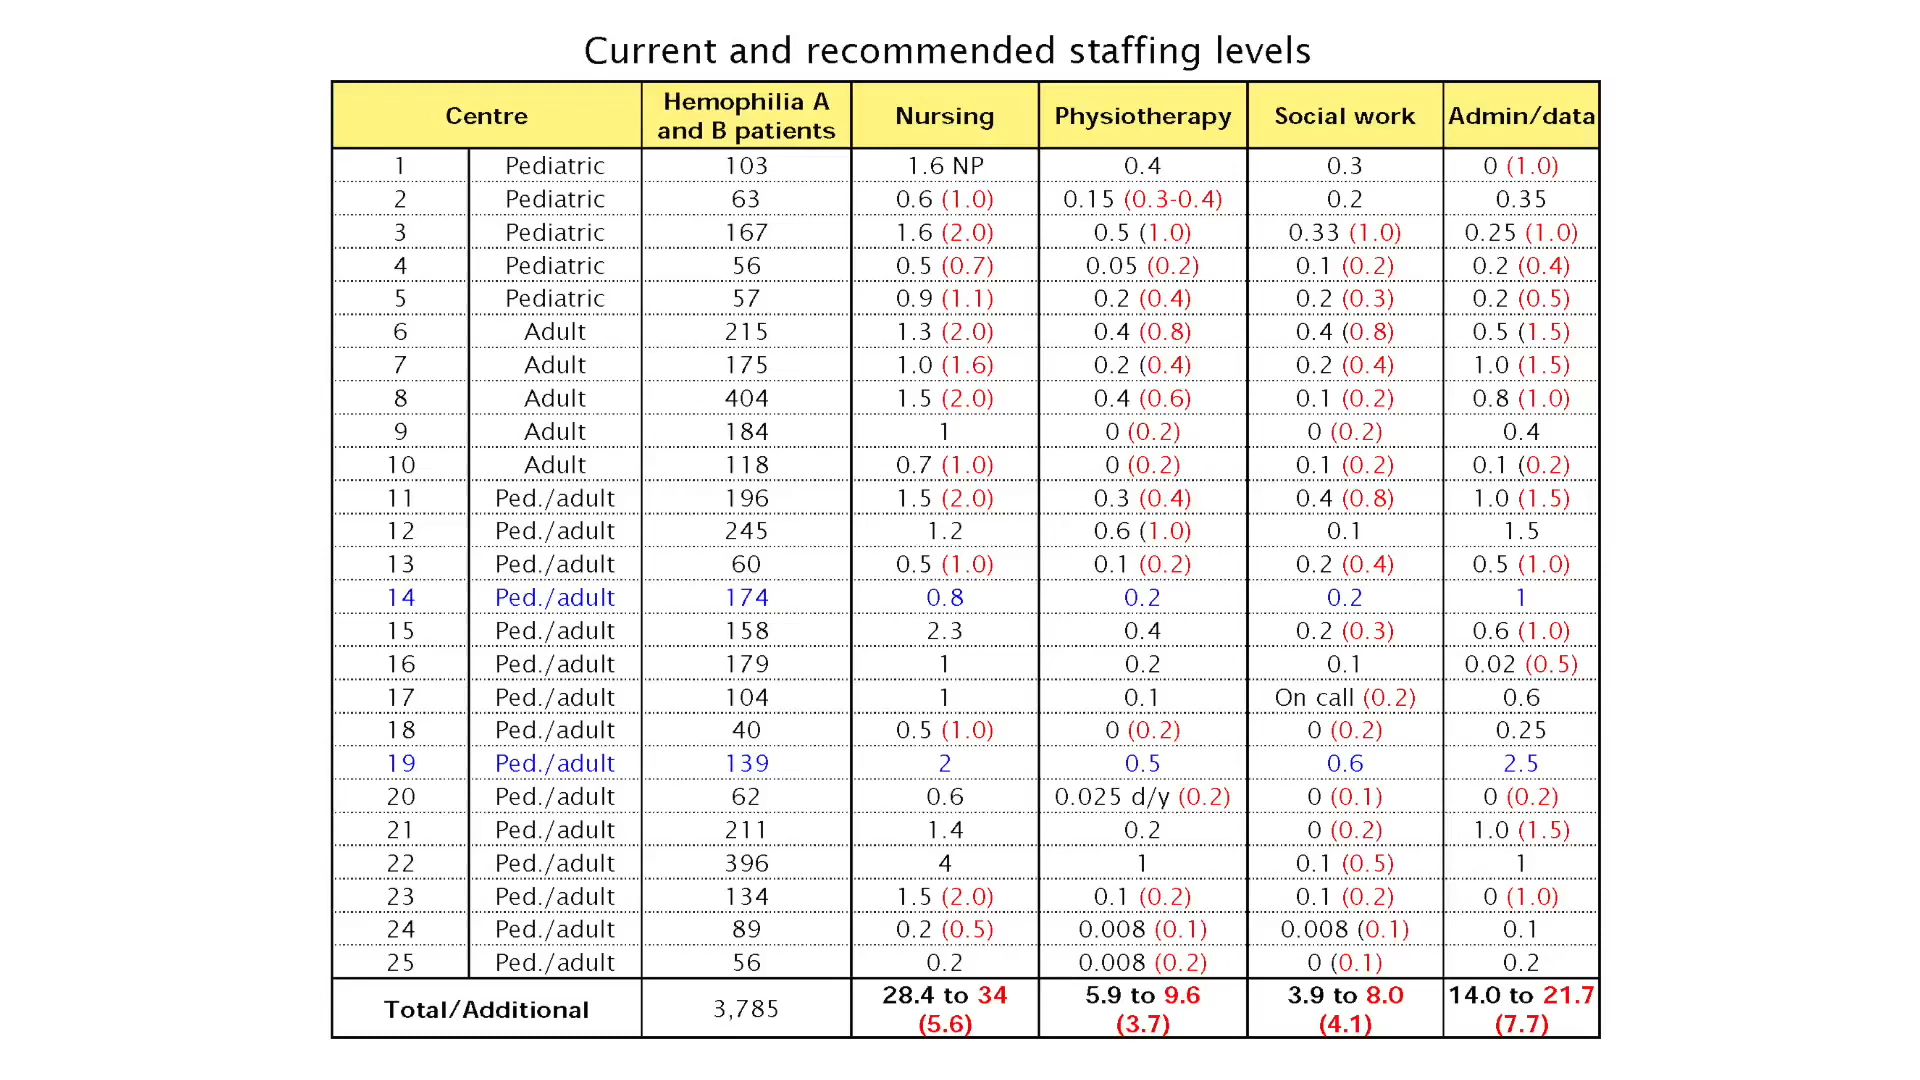 Current and recommended staffing levels
Centre Hemophilia A and B patients Nursing Physiotherapy Social work Admin/data
1 Pediatric 103 1.6 NP 0.4 0.3 0 (1.0)
2 Pediatric 63 0.6 (1.0) 0.15 (0.3-0.4) 0.2 0.35
3 Pediatric 167 1.6 (2.0) 0.5 (1.0) 0.33 (1.0) 0.25 (1.0)
4 Pediatric 56 0.5 (0.7) 0.05 (0.2) 0.1 (0.2) 0.2 (0.4)
5 Pediatric 57 0.9 (1.1) 0.2 (0.4) 0.2 (0.3) 0.2 (0.5)
6 Adult 215 1.3 (2.0) 0.4 (0.8) 0.4 (0.8) 0.5 (1.5)
7 Adult 175 1.0 (1.6) 0.2 (0.4) 0.2 (0.4) 1.0 (1.5)
8 Adult 404 1.5 (2.0) 0.4 (0.6) 0.1 (0.2) 0.8 (1.0)
9 Adult 184 1 0 (0.2) 0 (0.2) 0.4
10 Adult 118 0.7 (1.0) 0 (0.2) 0.1 (0.2) 0.1 (0.2)
11 Ped./adult 196 1.5 (2.0) 0.3 (0.4) 0.4 (0.8) 1.0 (1.5)
12 Ped./adult 245 1.2 0.6 (1.0) 0.1 1.5
13 Ped./adult 60 0.5 (1.0) 0.1 (0.2) 0.2 (0.4) 0.5 (1.0)
14 Ped./adult 174 0.8 0.2 0.2 1
15 Ped./adult 158 2.3 0.4 0.2 (0.3) 0.6 (1.0)
16 Ped./adult 179 1 0.2 0.1 0.02 (0.5)
17 Ped./adult 104 1 0.1 On call (0.2) 0.6
18 Ped./adult 40 0.5 (1.0) 0 (0.2) 0 (0.2) 0.25
19 Ped./adult 139 2 0.5 0.6 2.5
20 Ped./adult 62 0.6 0.025 d/y (0.2) 0 (0.1) 0 (0.2)
21 Ped./adult 211 1.4 0.2 0 (0.2) 1.0 (1.5)
22 Ped./adult 396 4 1 0.1 (0.5) 1
23 Ped./adult 134 1.5 (2.0) 0.1 (0.2) 0.1 (0.2) 0 (1.0)
24 Ped./adult 89 0.2 (0.5) 0.008 (0.1) 0.008 (0.1) 0.1
25 Ped./adult 56 0.2 0.008 (0.2) 0 (0.1) 0.2
Total/Additional 3,785 28.4 to 34 (5.6) 5.9 to 9.6 (3.7) 3.9 to 8.0 (4.1) 14.0 to 21.7 (7.7)